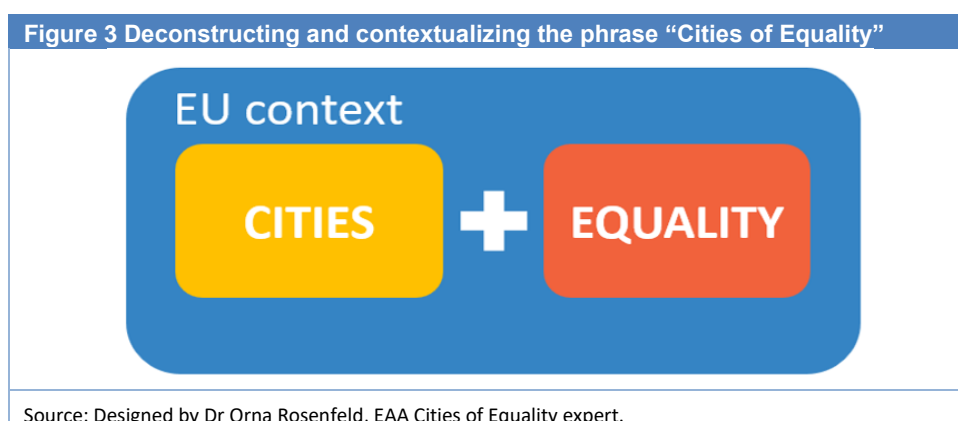 Figure 3 Deconstructing and contextualizing the phrase “Cities of Equality”
EU context
CITIES
EQUALITY
Source: Designed by Dr Orna Rosenfeld, EAA Cities of Equality expert.